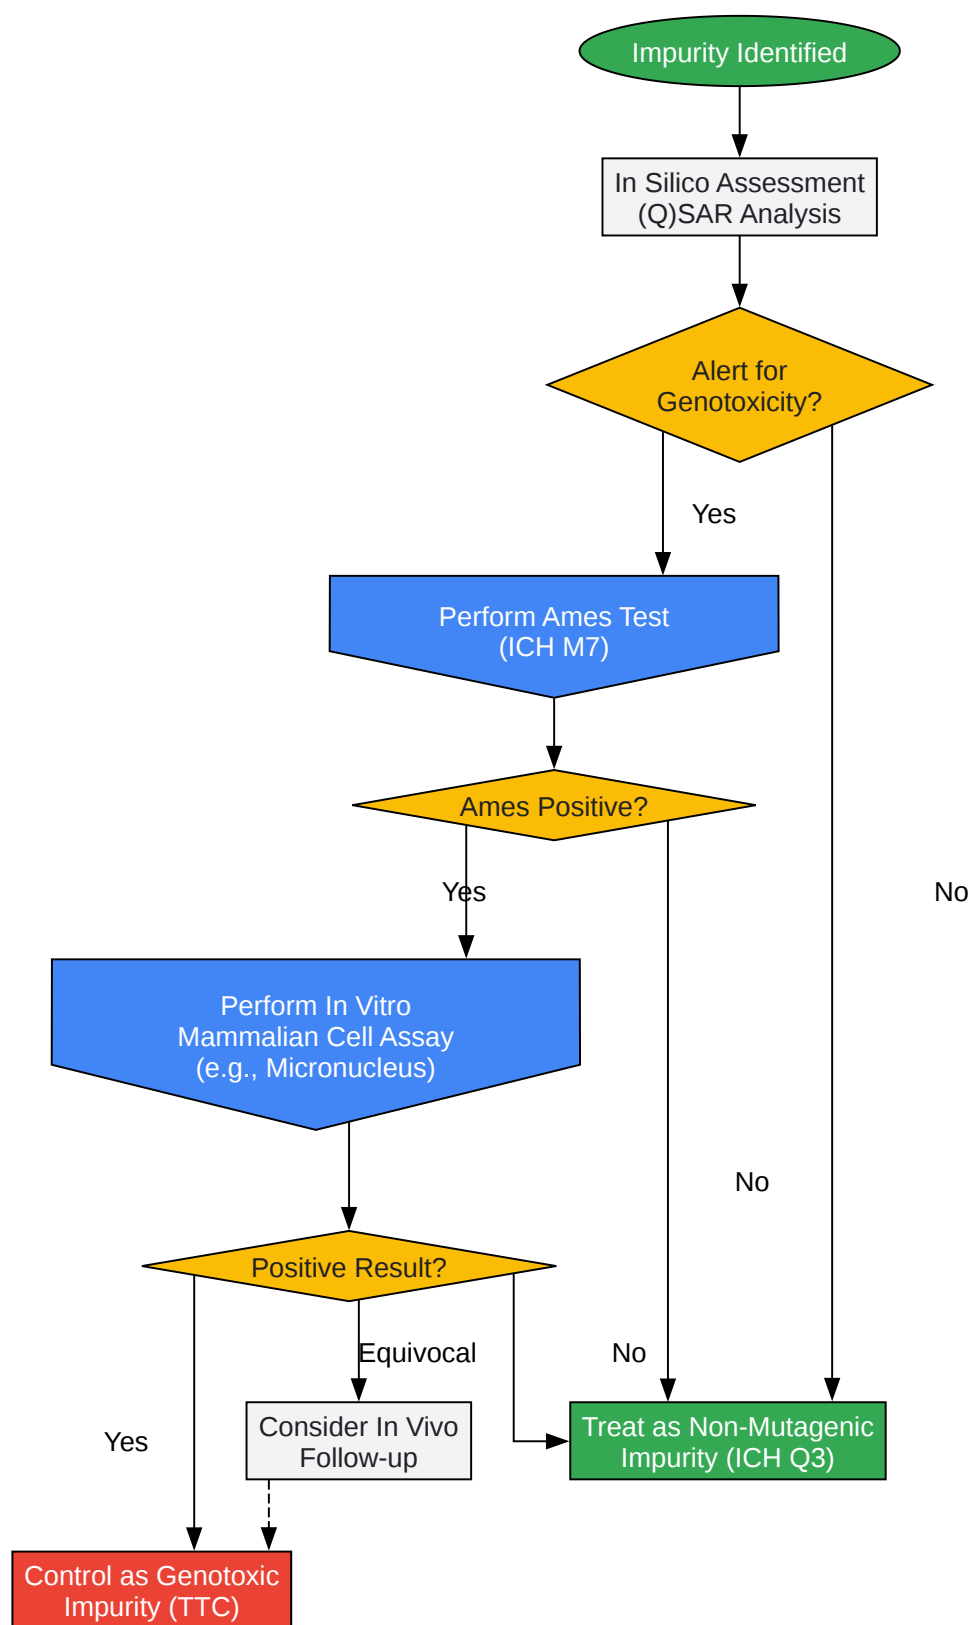 Impurity Identified
In Silico Assessment
(Q)SAR Analysis
Alert for
Genotoxicity?
Yes
Perform Ames Test
(ICH M7)
Ames Positive?
Yes
No
Perform In Vitro
Mammalian Cell Assay
(e.g., Micronucleus)
No
Positive Result?
Equivocal
No
Yes
Consider In Vivo
Follow-up
Treat as Non-Mutagenic
Impurity (ICH Q3)
Control as Genotoxic
Impurity (TTC)